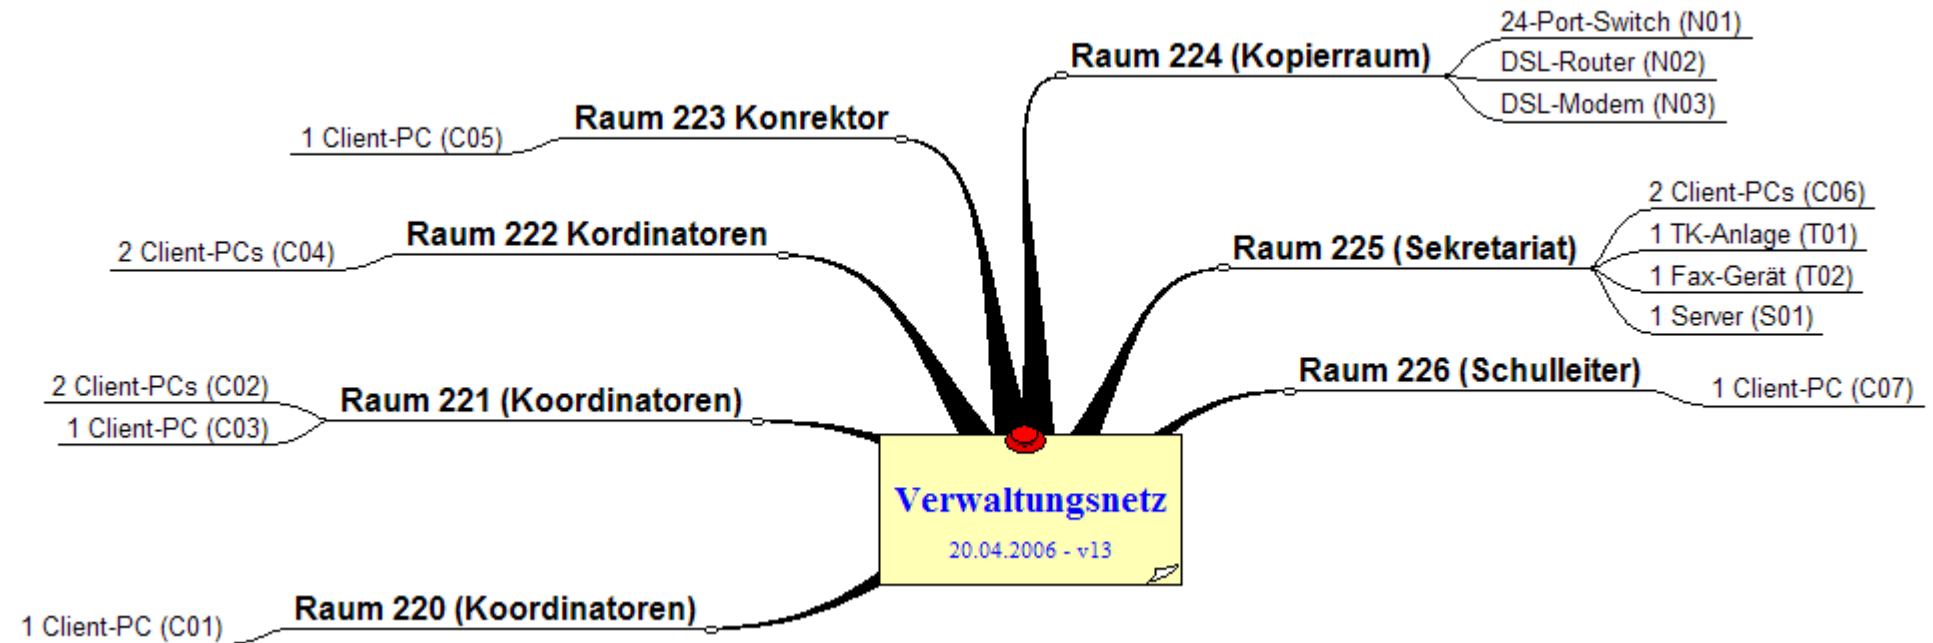 24-Port-Switch (N01)
Raum 224 (Kopierraum)
DSL-Router (N02)
DSL-Modem (N03)
Raum 223 Konrektor
1 Client-PC (C05)
2 Client-PCs (C06)
Raum 222 Kordinatoren
2 Client-PCs (C04)
Raum 225 (Sekretariat)
1 TK-Anlage (T01)
1 Fax-Gerät (T02)
1 Server (S01)
Raum 226 (Schulleiter)
1 Client-PC (C07)
2 Client-PCs (C02)
Raum 221 (Koordinatoren)
1 Client-PC (C03)
Verwaltungsnetz
20.04.2006 - v13
Raum 220 (Koordinatoren)
1 Client-PC (C01)